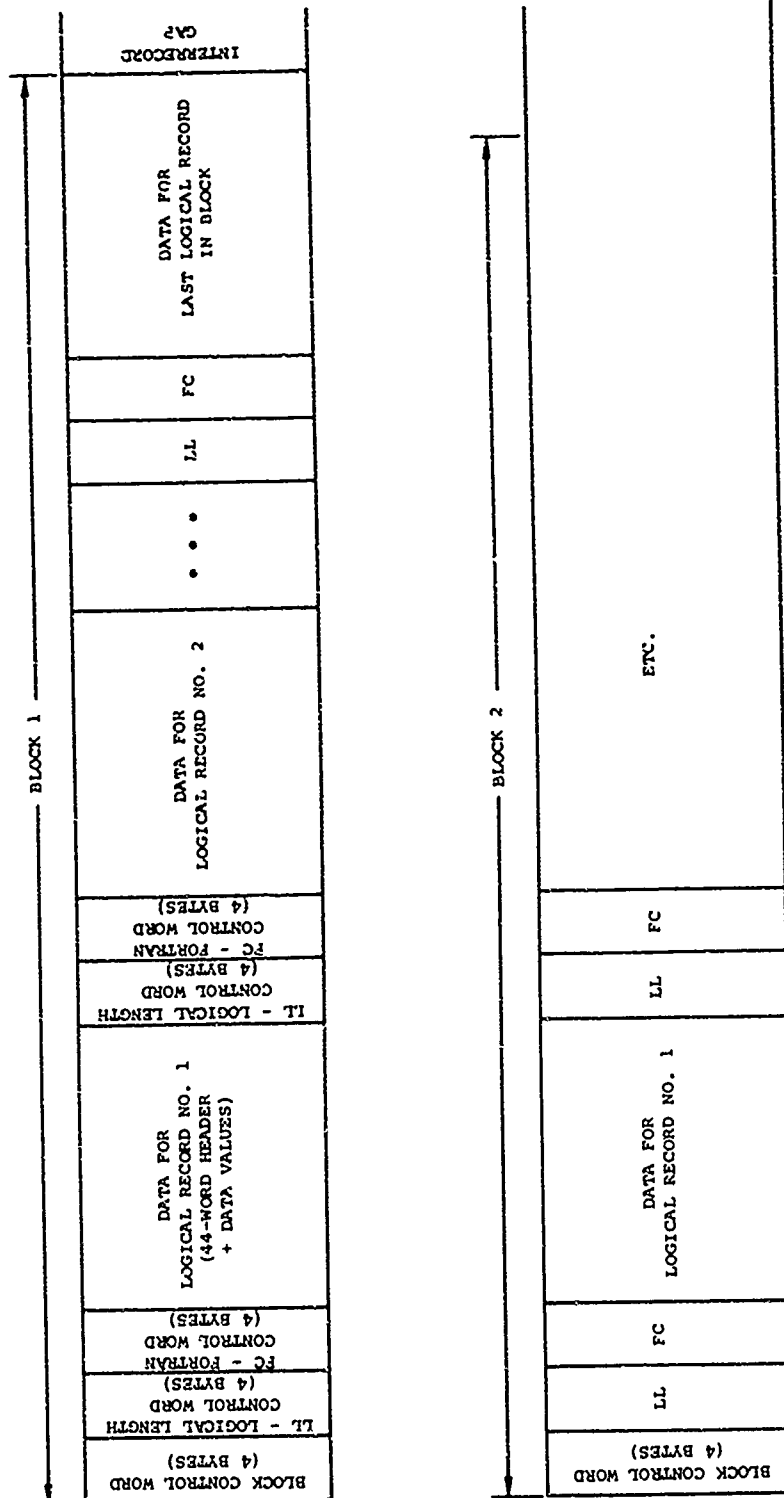 BLOCK 1
BLOCK CONTROL WORD
(4 BYTES)
LL - LOGICAL LENGTH
CONTROL WORD
(4 BYTES)
FC - FORTRAN
CONTROL WORD
(4 BYTES)
DATA FOR
LOGICAL RECORD NO. 1
(44-WORD HEADER
+ DATA VALUES)
LL - LOGICAL LENGTH
CONTROL WORD
(4 BYTES)
FC - FORTRAN
CONTROL WORD
(4 BYTES)
DATA FOR
LOGICAL RECORD NO. 2
• • •
LL
FC
DATA FOR
LAST LOGICAL RECORD
IN BLOCK
INTERRECORD
GAP
BLOCK 2
BLOCK CONTROL WORD
(4 BYTES)
LL
FC
DATA FOR
LOGICAL RECORD NO. 1
LL
FC
ETC.